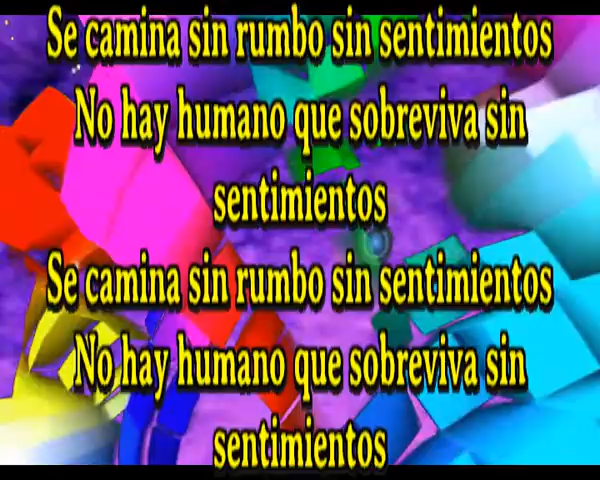 Se camina sin rumbo sin sentimientos
No hay humano que sobreviva sin
sentimientos
Se camina sin rumbo sin sentimientos
No hay humano que sobreviva sin
sentimientos